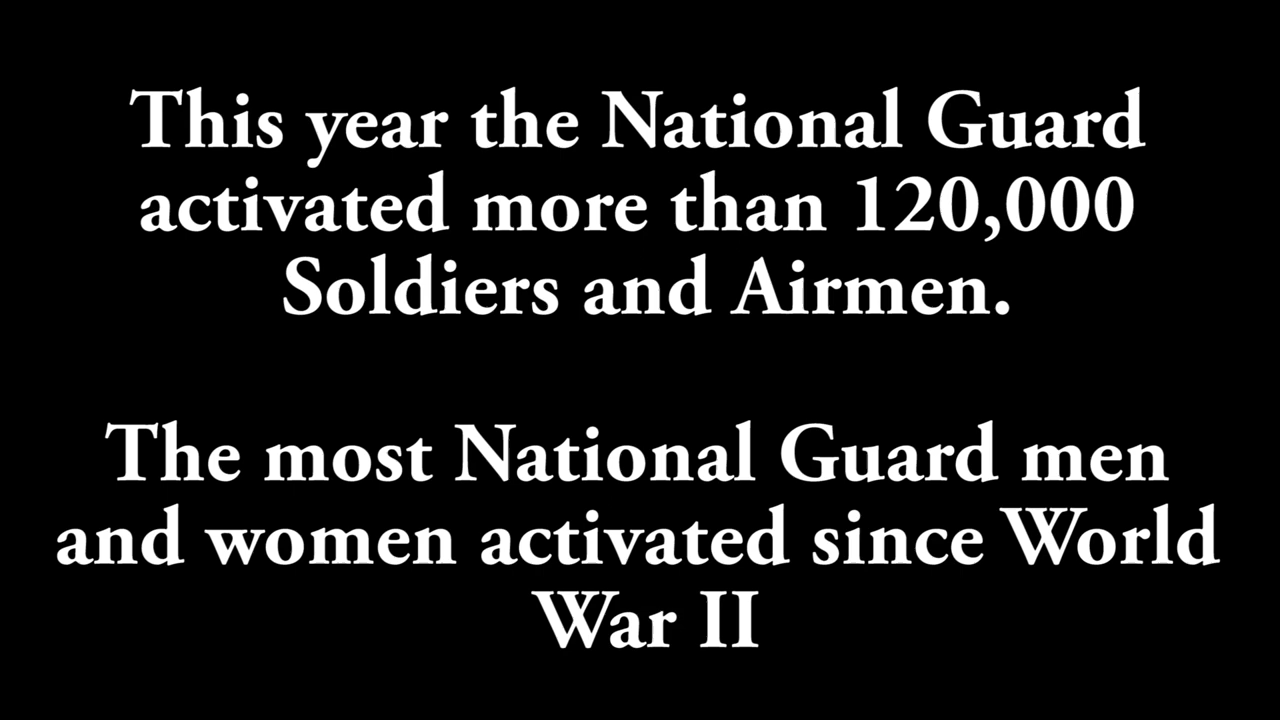 This year the National Guard
activated more than 120,000
Soldiers and Airmen.
The most National Guard men
and women activated since World
War II